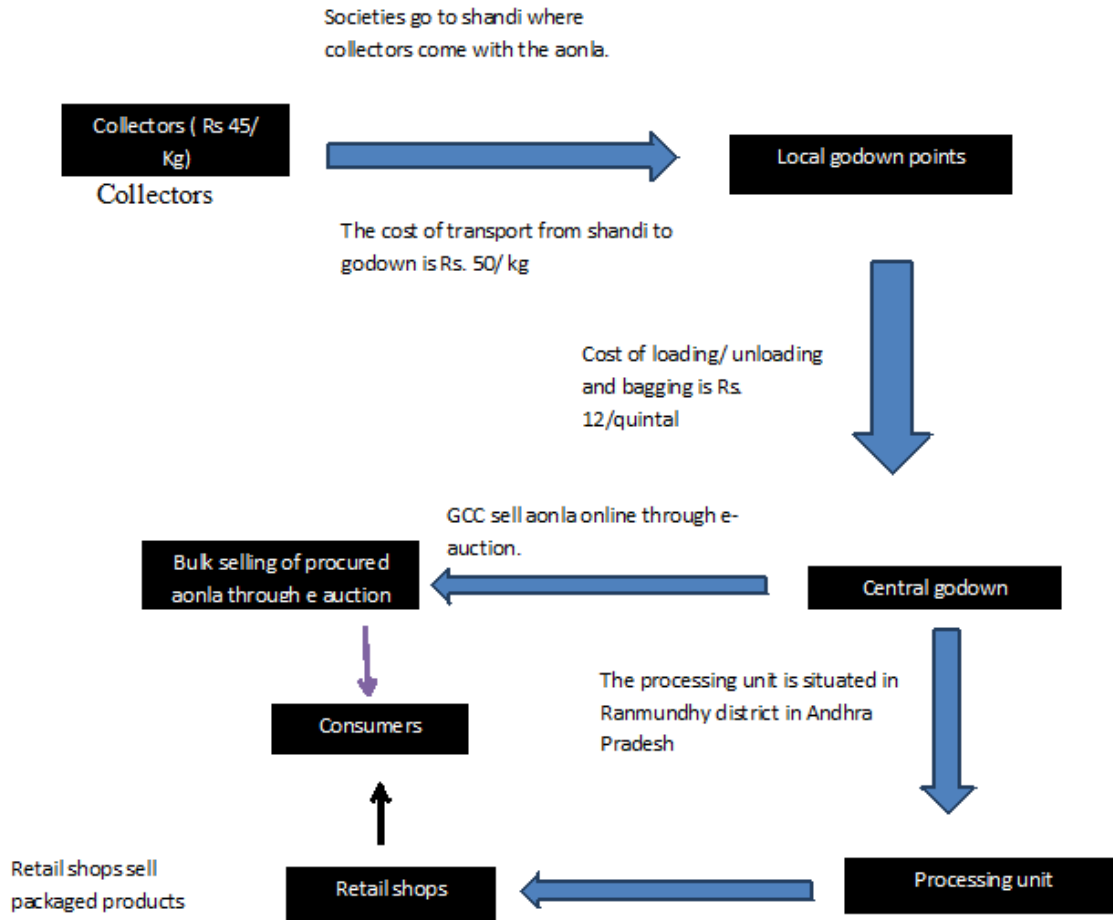 Societies go to shandi where
collectors come with the aonla.
Collectors ( Rs 45/
Kg)
Collectors
Local godown points
The cost of transport from shandi to
godown is Rs. 50/ kg
Cost of loading/ unloading
and bagging is Rs.
12/quintal
GCC sell aonla online through e-
auction.
Bulk selling of procured
aonla through e auction
Central godown
The processing unit is situated in
Ranmundhy district in Andhra
Pradesh
Consumers
Retail shops sell
packaged products
Retail shops
Processing unit